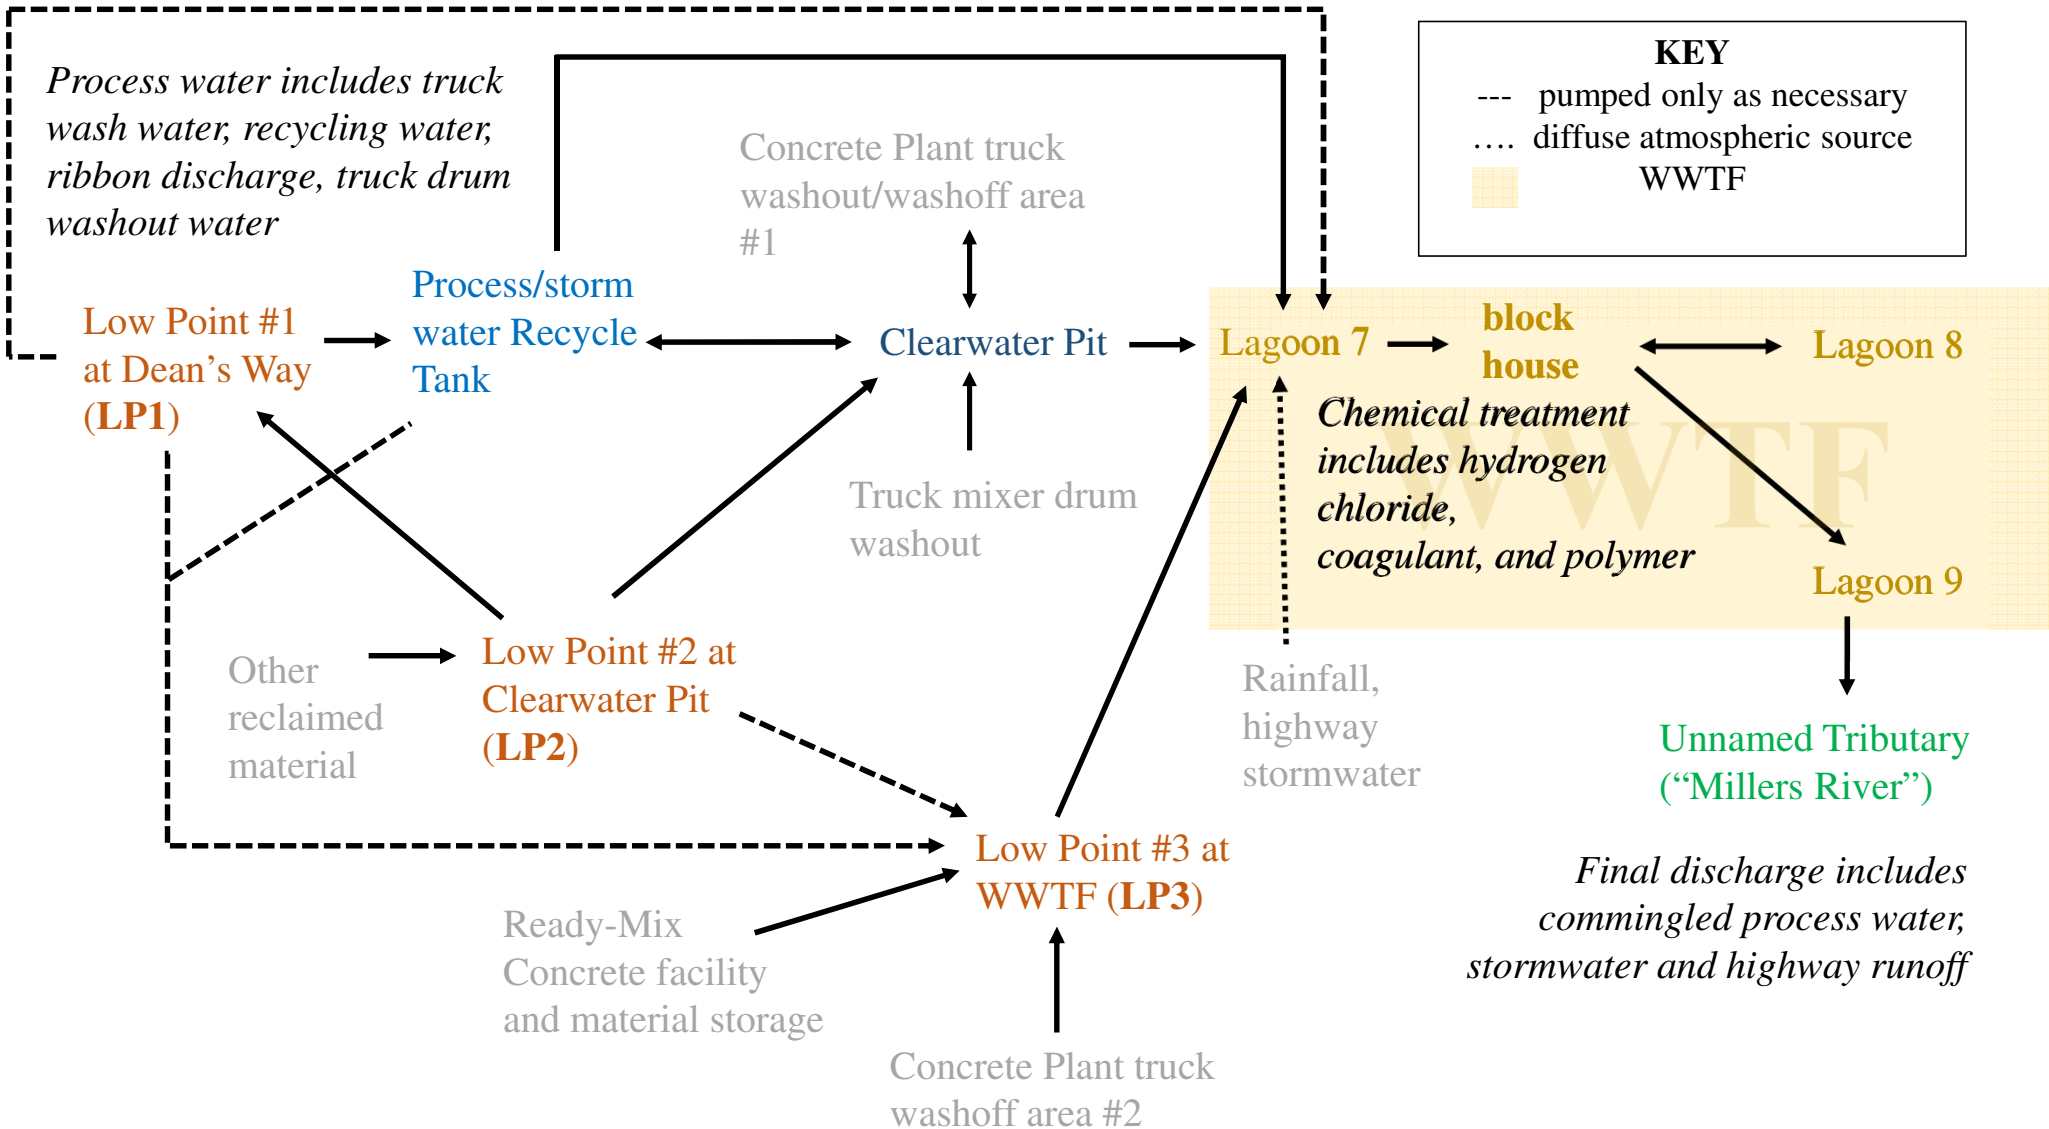 Process water includes truck
wash water, recycling water,
ribbon discharge, truck drum
washout water
KEY
--- pumped only as necessary
…. diffuse atmospheric source
WWTF
Concrete Plant truck
washout/washoff area
#1
Low Point #1
at Dean’s Way
(LP1)
Process/storm
water Recycle
Tank
Clearwater Pit
Lagoon 7
block
house
Lagoon 8
Chemical treatment
includes hydrogen
chloride,
coagulant, and polymer
WWTF
Truck mixer drum
washout
Lagoon 9
Other
reclaimed
material
Low Point #2 at
Clearwater Pit
(LP2)
Rainfall,
highway
stormwater
Unnamed Tributary
(“Millers River”)
Low Point #3 at
WWTF (LP3)
Final discharge includes
commingled process water,
stormwater and highway runoff
Ready-Mix
Concrete facility
and material storage
Concrete Plant truck
washoff area #2